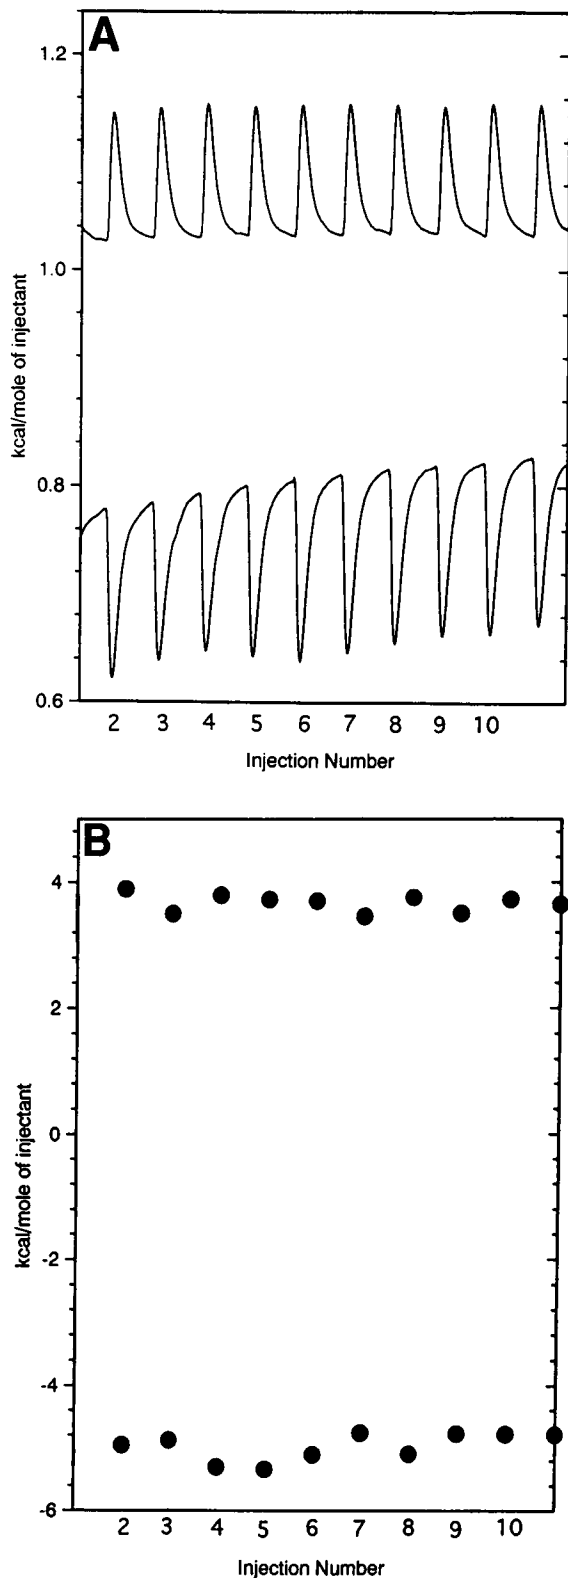 A
1.2
1.0
0.8
0.6
kcal/mole of injectant
2 3 4 5 6 7 8 9 10
Injection Number
B
4
2
0
-2
-4
-6
kcal/mole of injectant
2 3 4 5 6 7 8 9 10
Injection Number